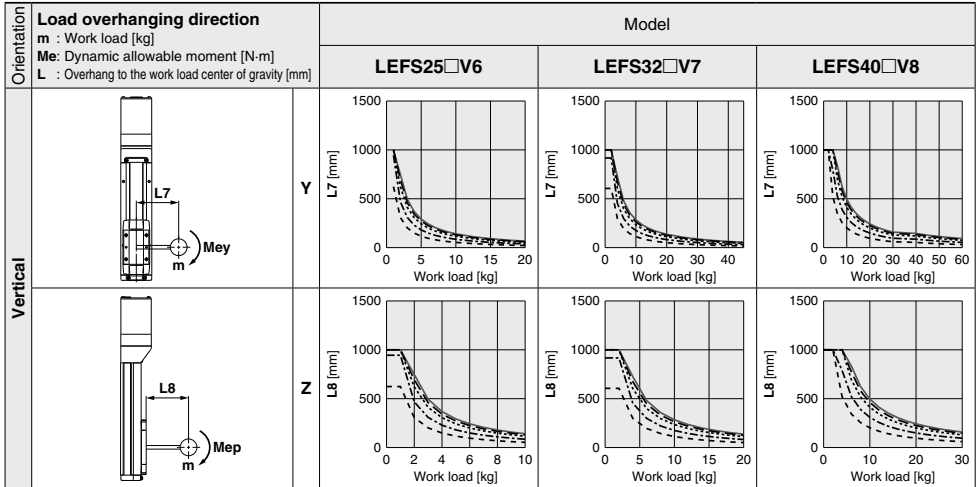 Orientation
Load overhanging direction
m : Work load [kg]
Me: Dynamic allowable moment [N·m]
L : Overhang to the work load center of gravity [mm]
Model
LEFS25□V6
LEFS32□V7
LEFS40□V8
Vertical
L7
Mey
m
Y
1500
1000
500
0
L7 [mm]
0 5 10 15 20
Work load [kg]
1500
1000
500
0
L7 [mm]
0 10 20 30 40
Work load [kg]
1500
1000
500
0
L7 [mm]
0 10 20 30 40 50 60
Work load [kg]
L8
Mep
m
Z
1500
1000
500
0
L8 [mm]
0 2 4 6 8 10
Work load [kg]
1500
1000
500
0
L8 [mm]
0 5 10 15 20
Work load [kg]
1500
1000
500
0
L8 [mm]
0 10 20 30
Work load [kg]